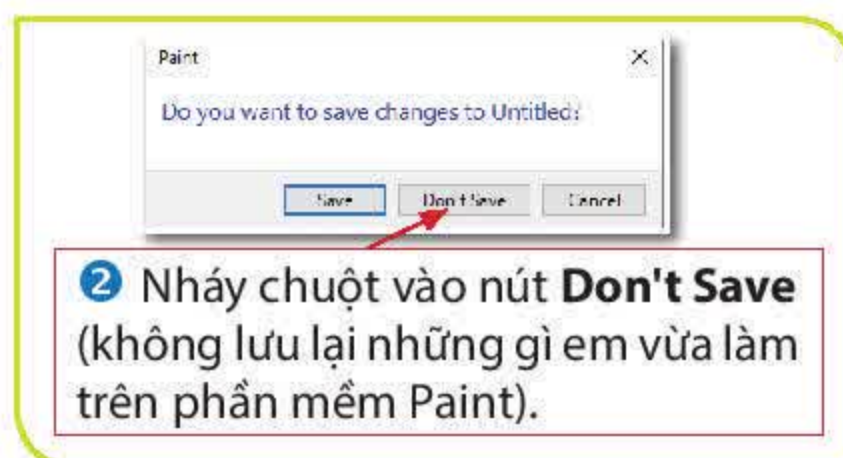 Paint
Do you want to save changes to Untitled?
Save
Don't Save
Cancel
2 Nháy chuột vào nút Don't Save
(không lưu lại những gì em vừa làm
trên phần mềm Paint).